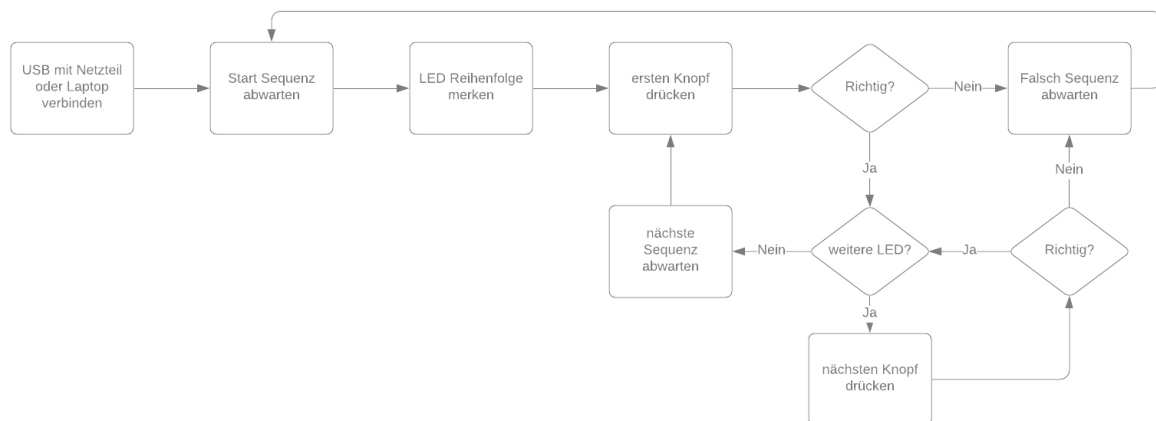 USB mit Netzteil
oder Laptop
verbinden
Start Sequenz
abwarten
LED Reihenfolge
merken
ersten Knopf
drücken
Richtig?
Nein
Falsch Sequenz
abwarten
Ja
Nein
nächste
Sequenz
abwarten
Nein
weitere LED?
Ja
Richtig?
Ja
nächsten Knopf
drücken